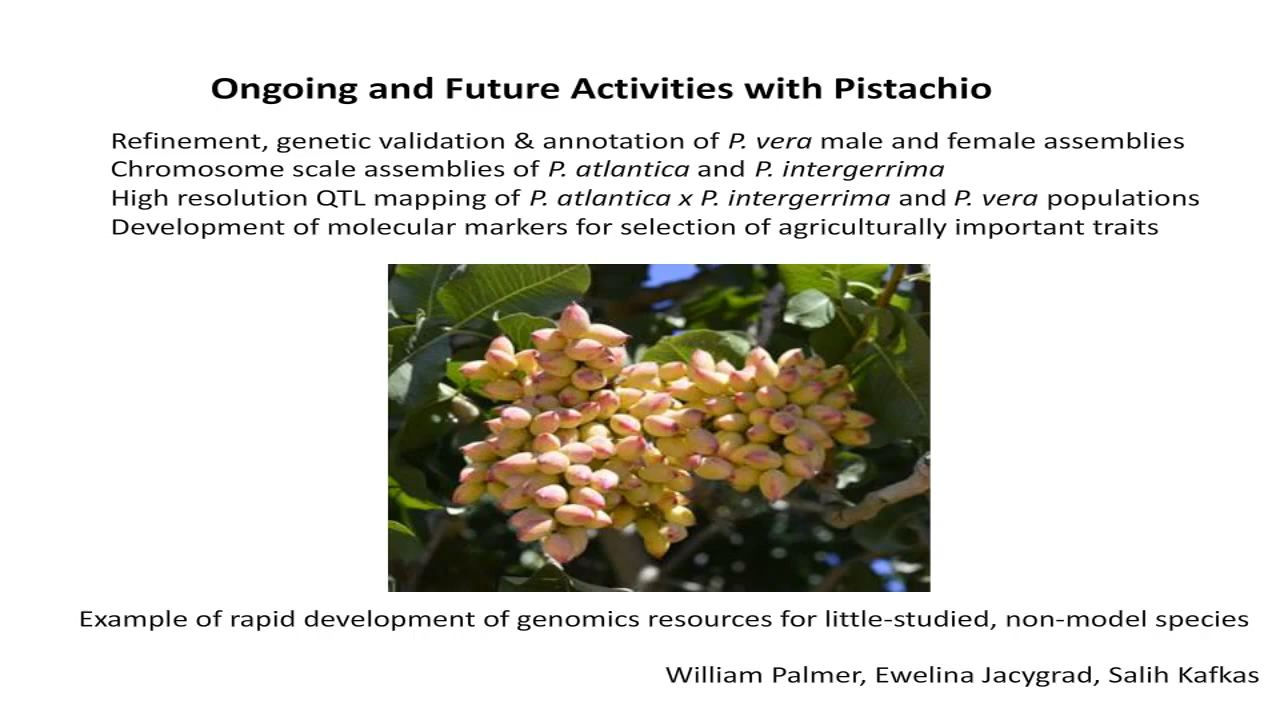 Ongoing and Future Activities with Pistachio
Refinement, genetic validation & annotation of P. vera male and female assemblies
Chromosome scale assemblies of P. atlantica and P. intergerrima
High resolution QTL mapping of P. atlantica x P. intergerrima and P. vera populations
Development of molecular markers for selection of agriculturally important traits
Example of rapid development of genomics resources for little-studied, non-model species
William Palmer, Ewelina Jacygrad, Salih Kafkas